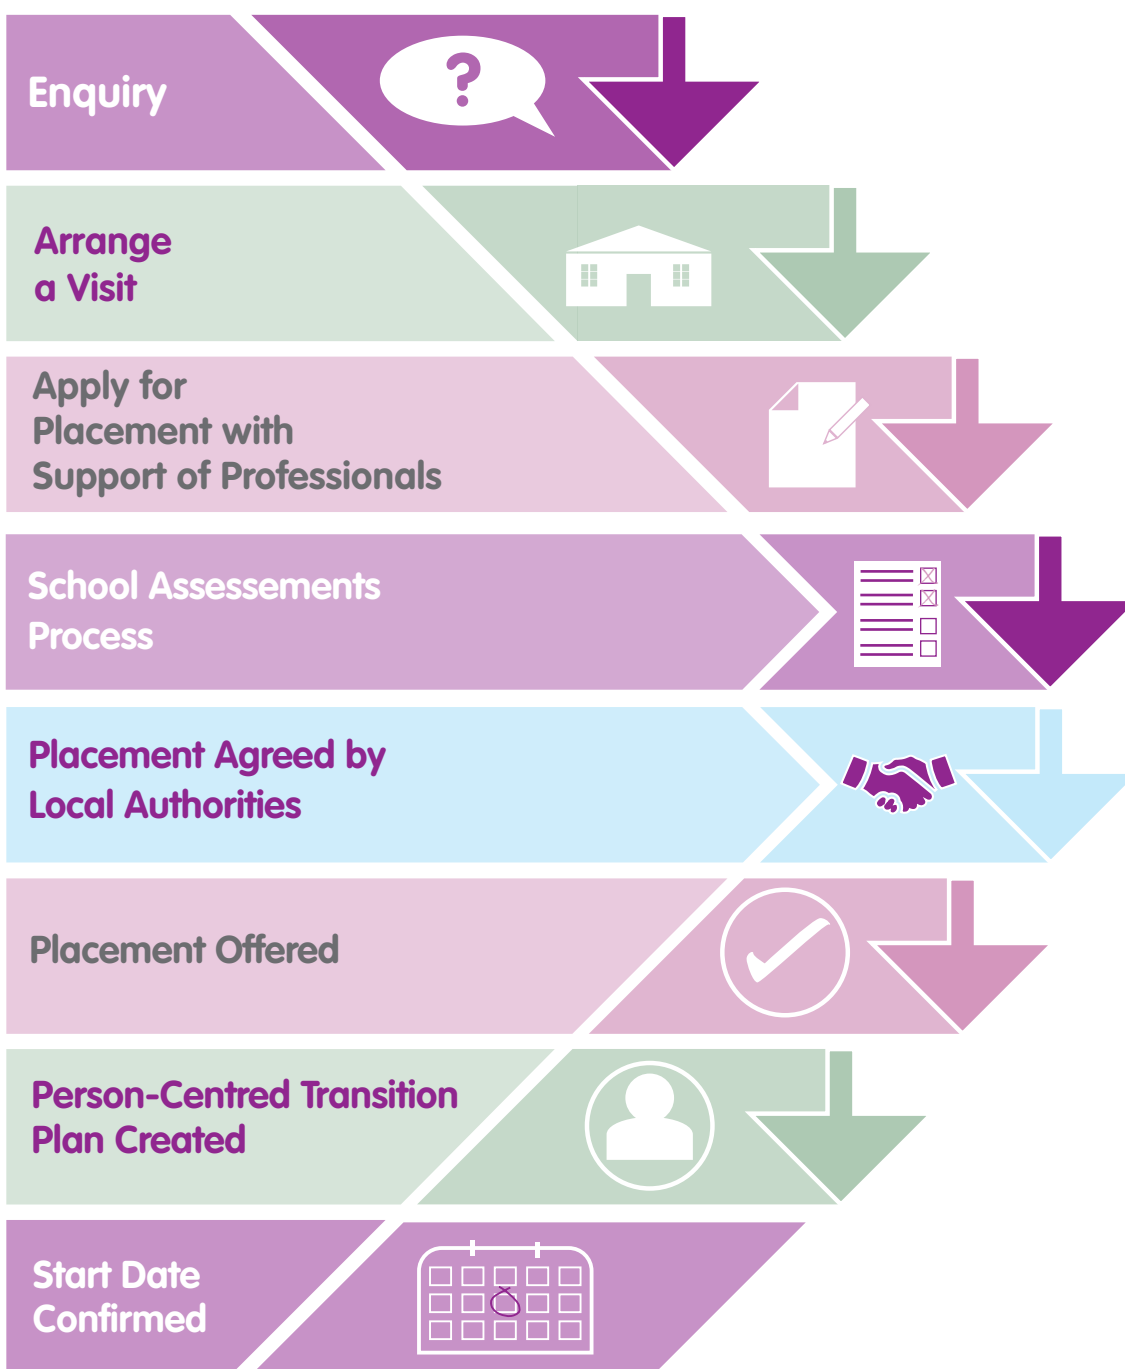 Enquiry
?
Arrange
a Visit
Apply for
Placement with
Support of Professionals
School Assessements
Process
Placement Agreed by
Local Authorities
Placement Offered
Person-Centred Transition
Plan Created
Start Date
Confirmed